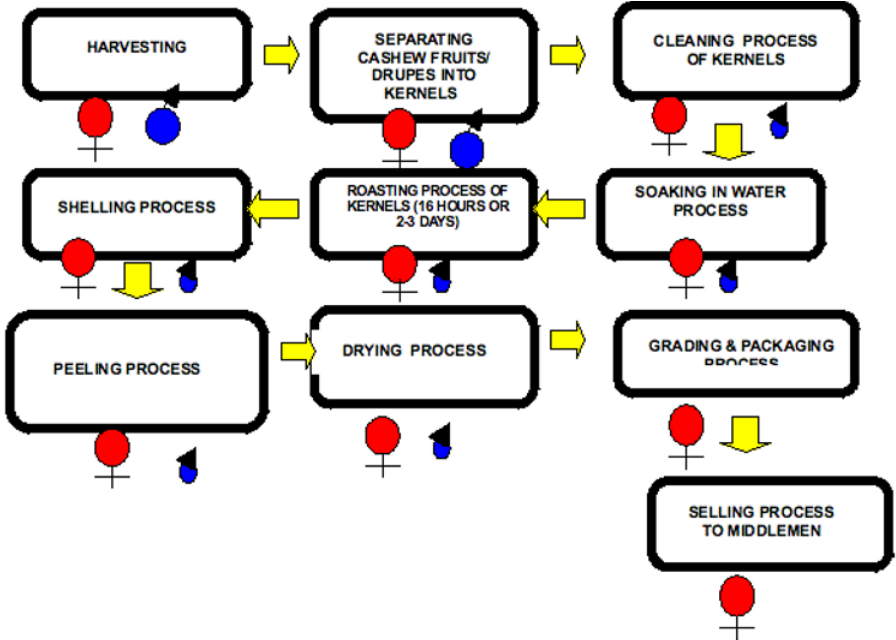 HARVESTING
SEPARATING
CASHEW FRUITS/
DRUPES INTO
KERNELS
CLEANING PROCESS
OF KERNELS
SOAKING IN WATER
PROCESS
ROASTING PROCESS OF
KERNELS (16 HOURS OR
2-3 DAYS)
SHELLING PROCESS
PEELING PROCESS
DRYING PROCESS
GRADING & PACKAGING
PROCESS
SELLING PROCESS
TO MIDDLEMEN